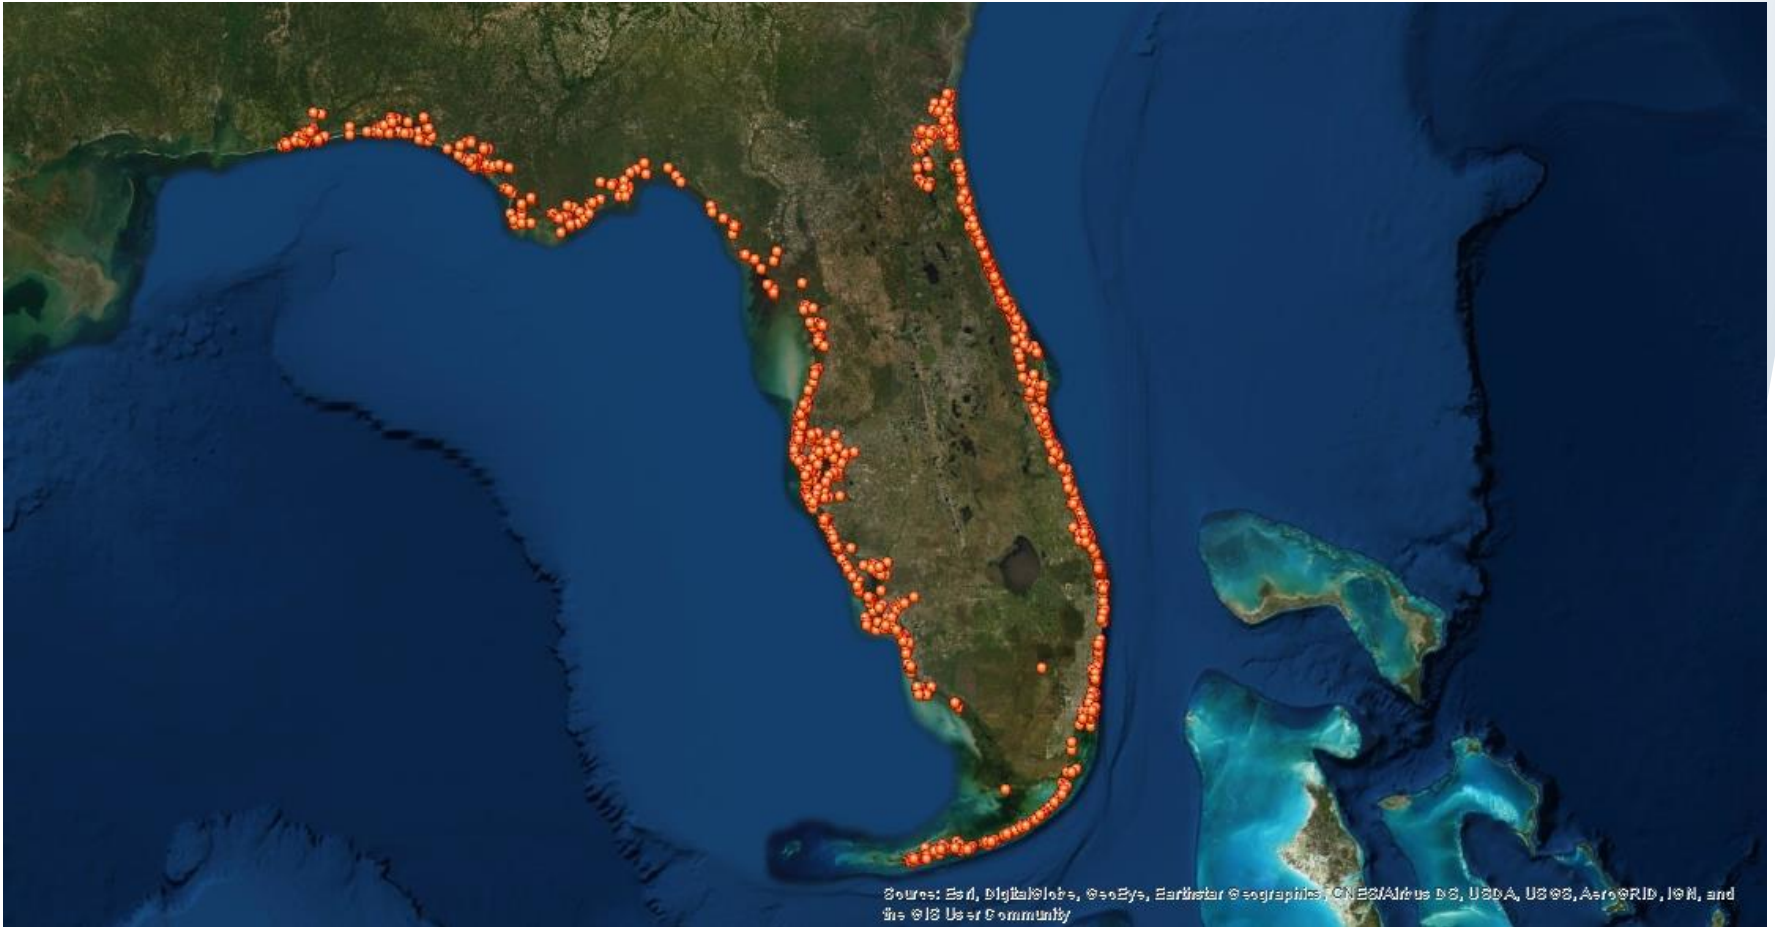 Source: Esri, DigitalGlobe, GeoEye, Earthstar Geographics, CNES/Airbus DS, USDA, USGS, AeroGRID, IGN, and
the GIS User Community